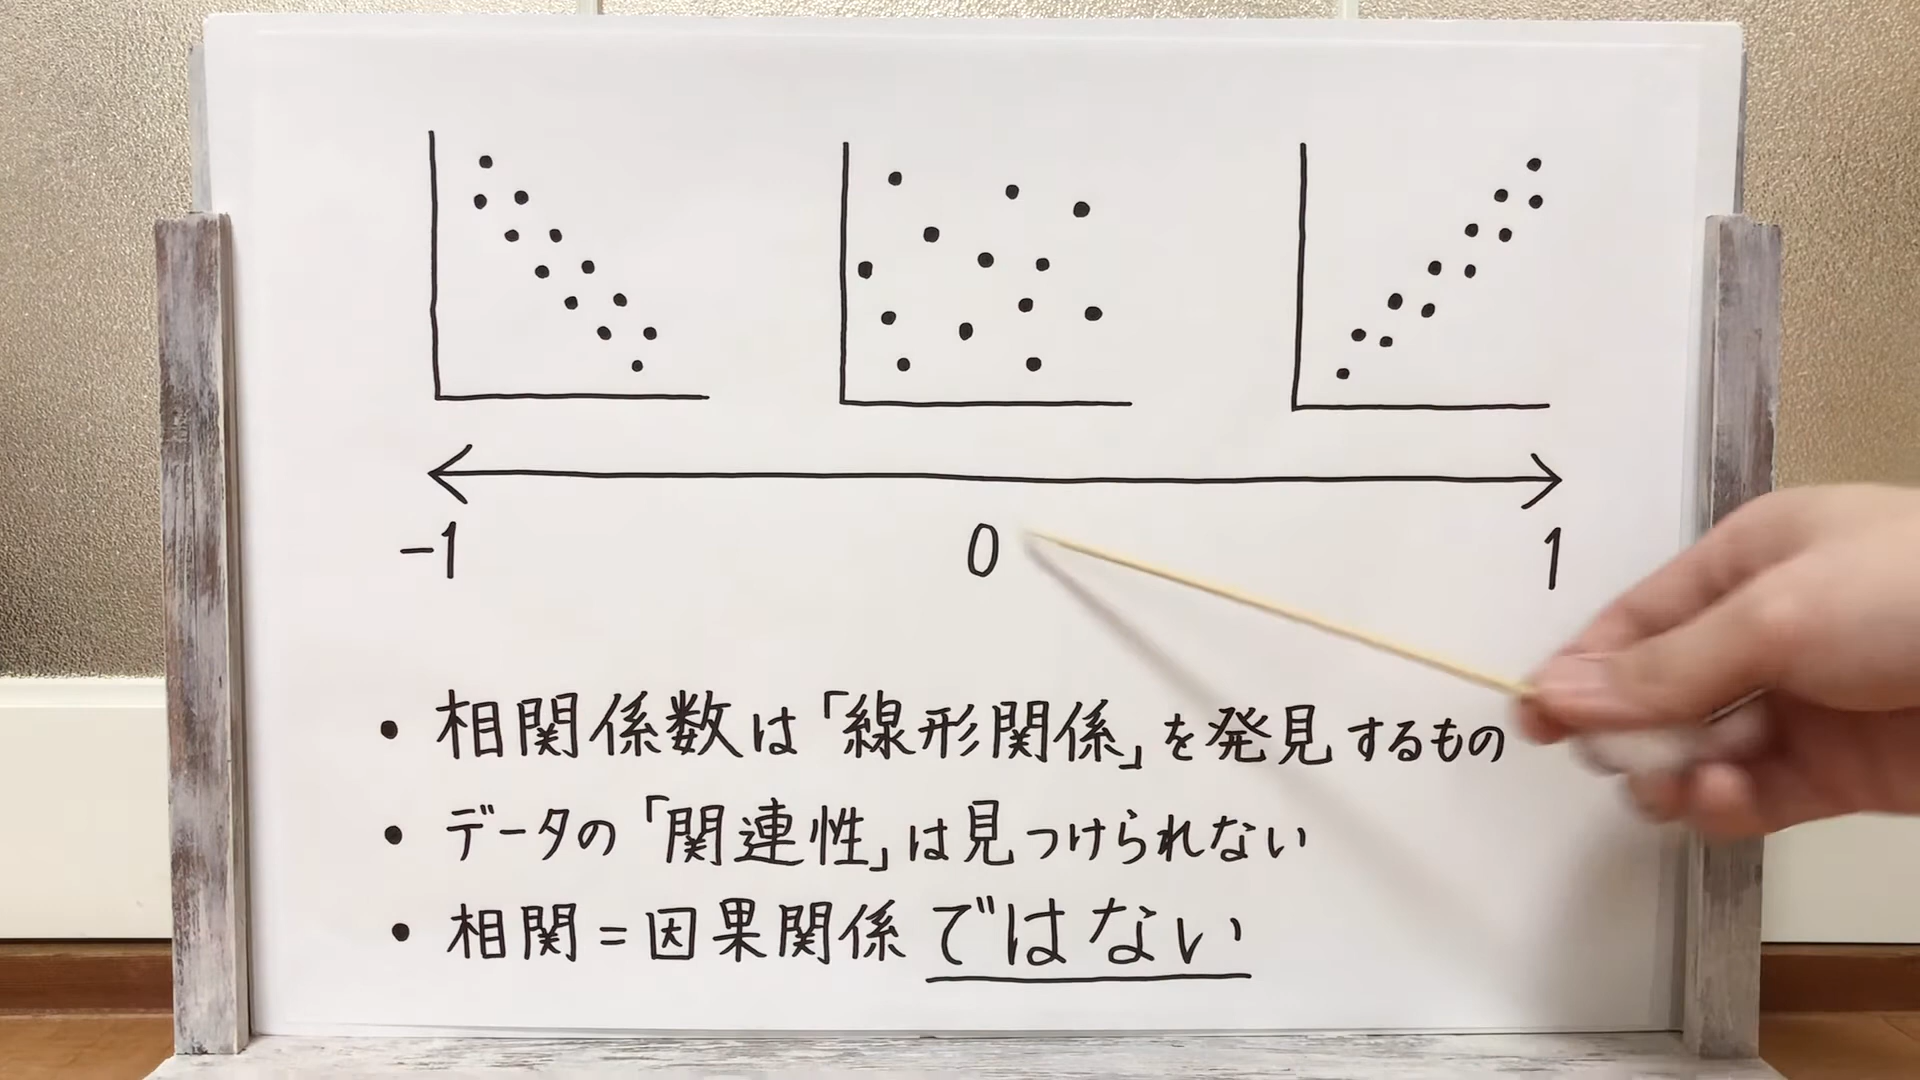 -1 0 1
・相関係数は「線形関係」を発見するもの
・データの「関連性」は見つけられない
・相関=因果関係ではない